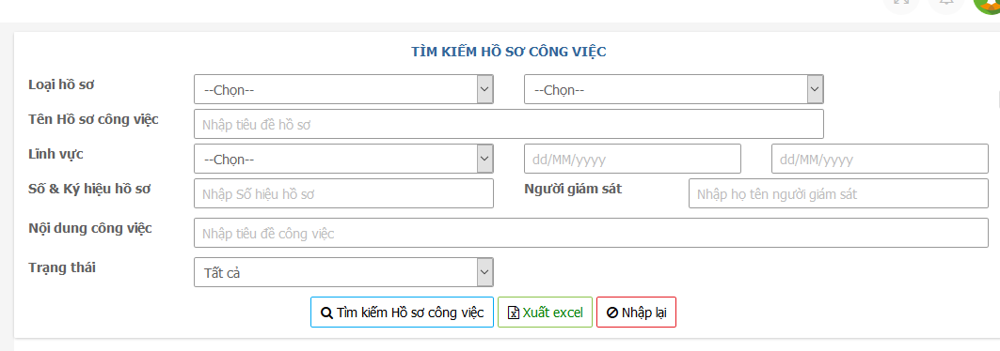 TÌM KIẾM HỒ SƠ CÔNG VIỆC
Loại hồ sơ --Chọn-- --Chọn--
Tên Hồ sơ công việc Nhập tiêu đề hồ sơ
Lĩnh vực --Chọn-- dd/MM/yyyy dd/MM/yyyy
Số & Ký hiệu hồ sơ Nhập Số hiệu hồ sơ Người giám sát Nhập họ tên người giám sát
Nội dung công việc Nhập tiêu đề công việc
Trạng thái Tất cả
Tìm kiếm Hồ sơ công việc Xuất excel Nhập lại